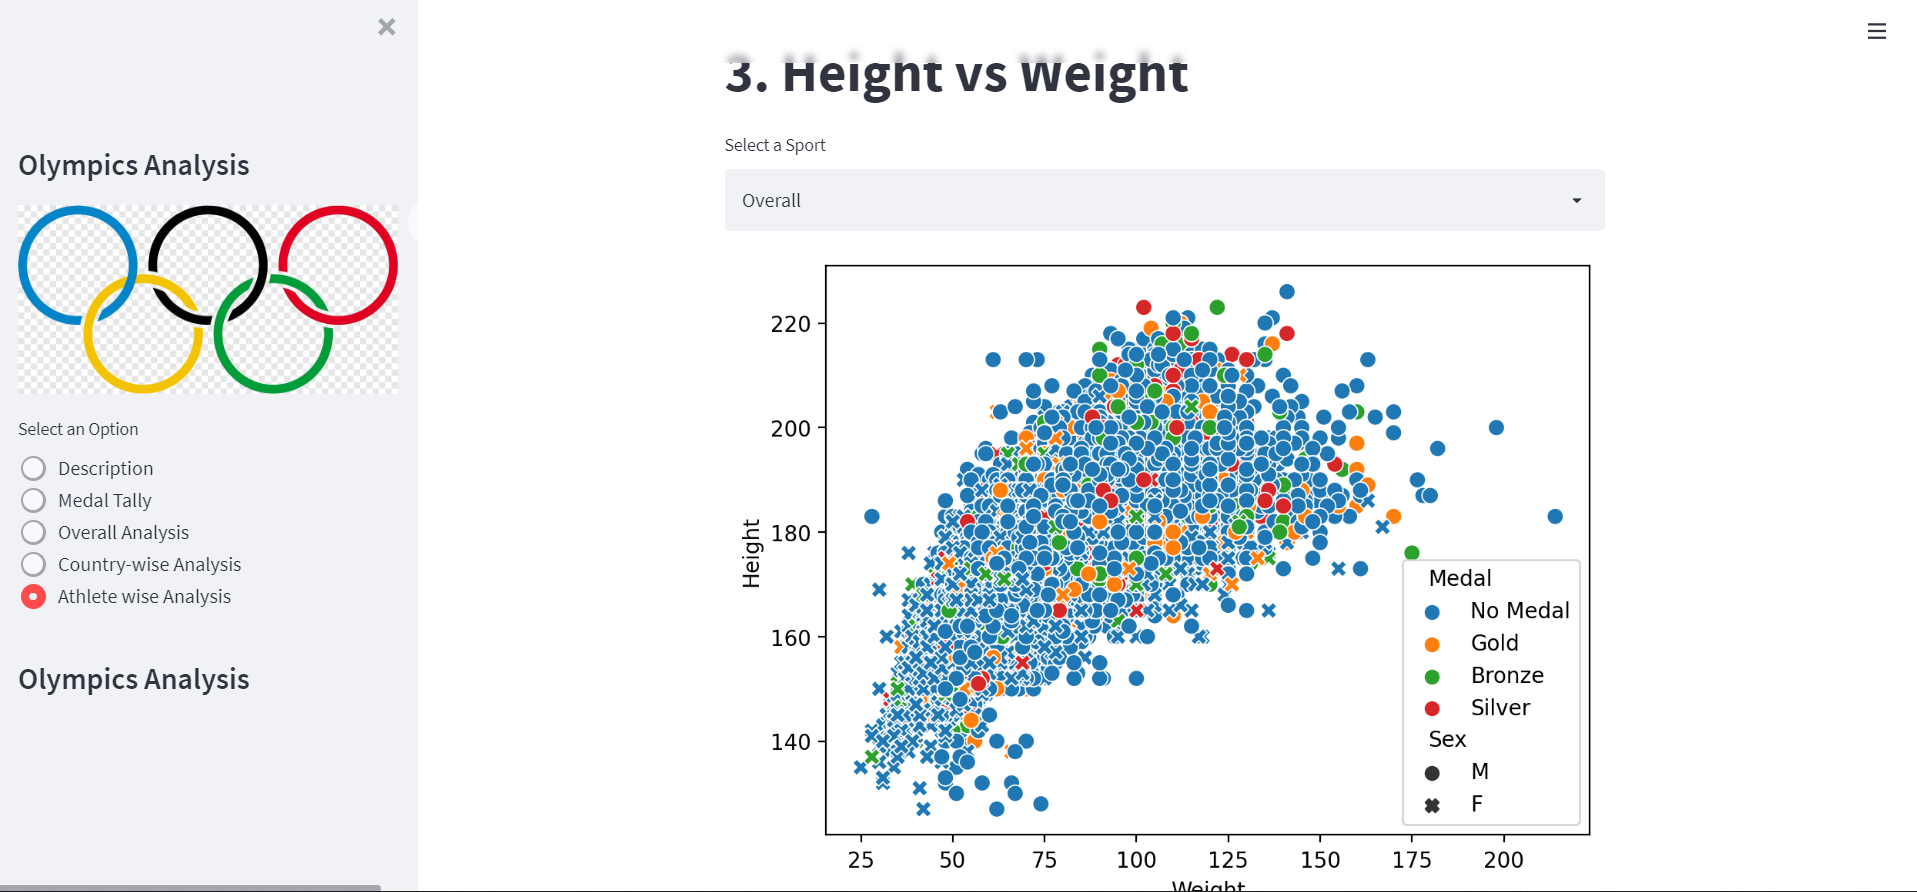 ×
Olympics Analysis
Select an Option
Description
Medal Tally
Overall Analysis
Country-wise Analysis
Athlete wise Analysis
Olympics Analysis
3. Height vs Weight
Select a Sport
Overall
220
200
180
160
140
Height
25 50 75 100 125 150 175 200
Weight
Medal
No Medal
Gold
Bronze
Silver
Sex
M
F